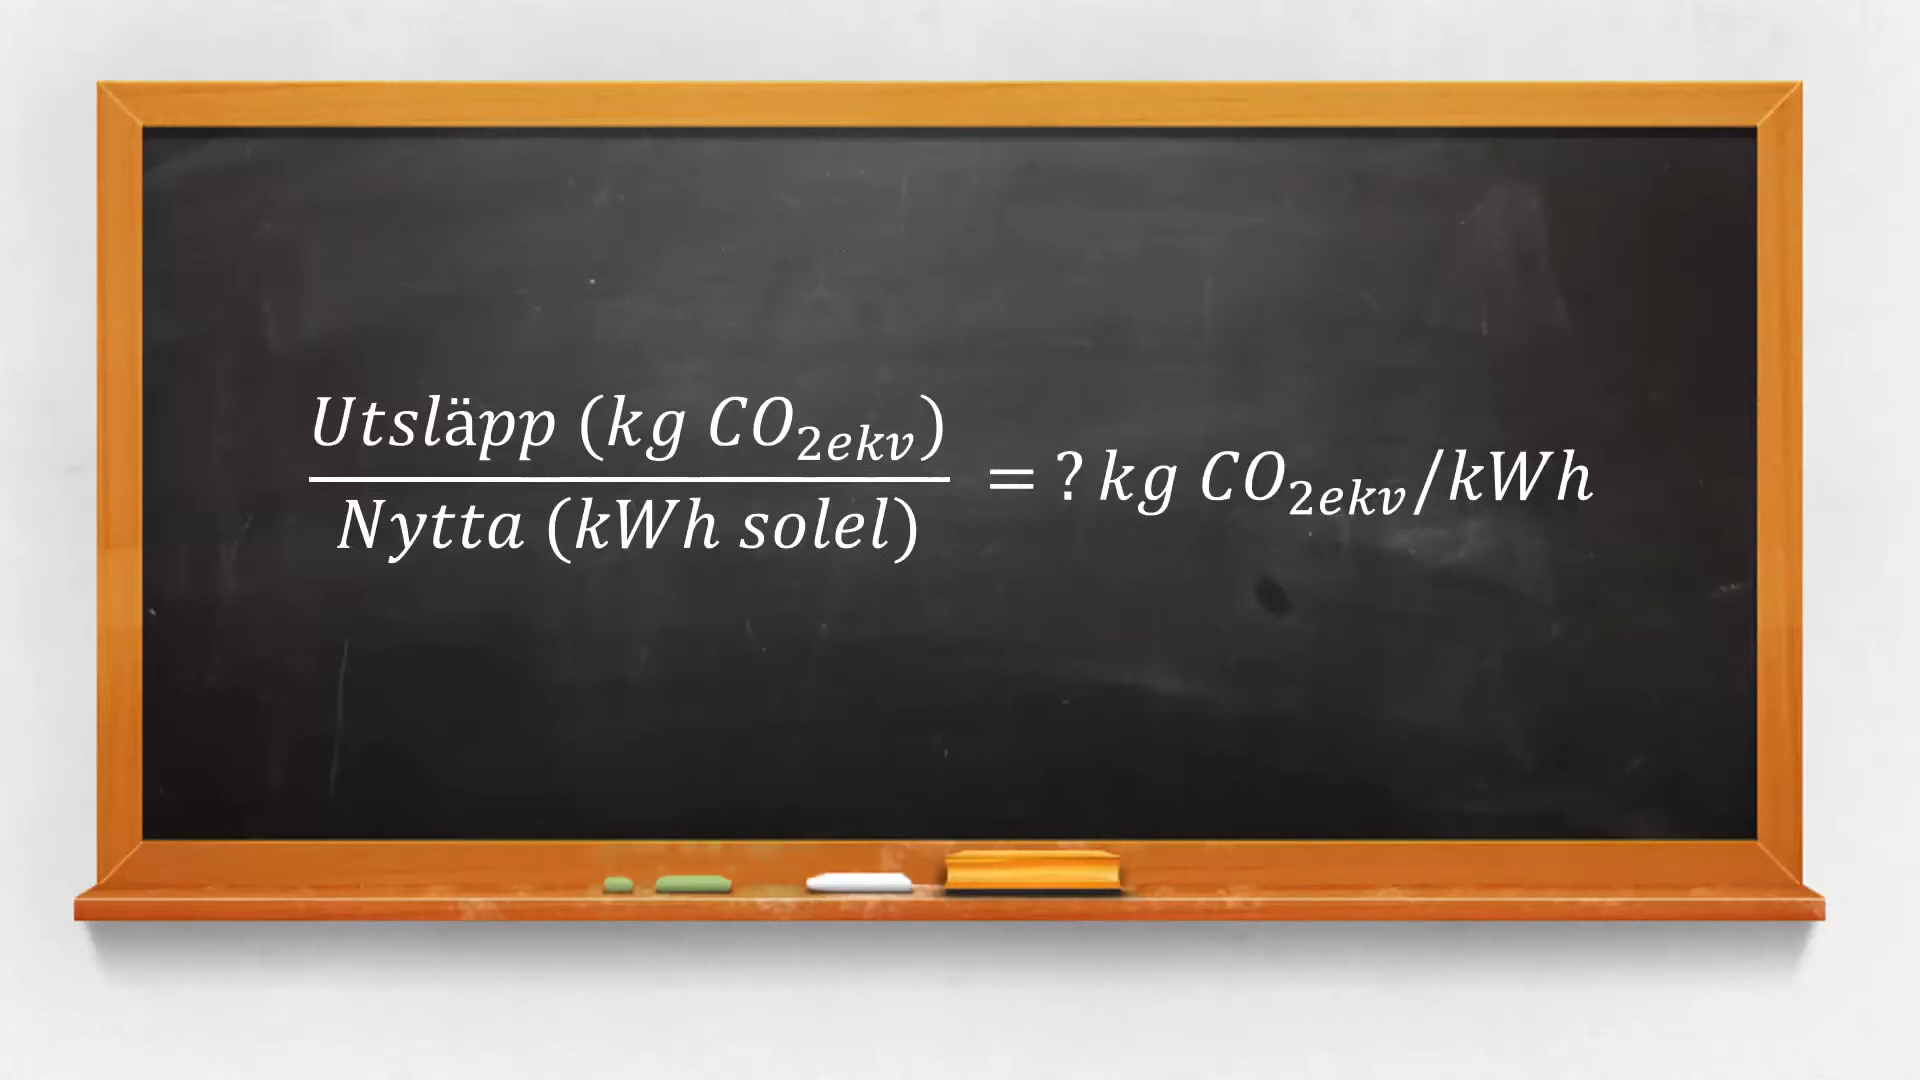 Utsläpp (kg CO₂ekv)
Nytta (kWh solel)
= ? kg CO₂ekv/kWh